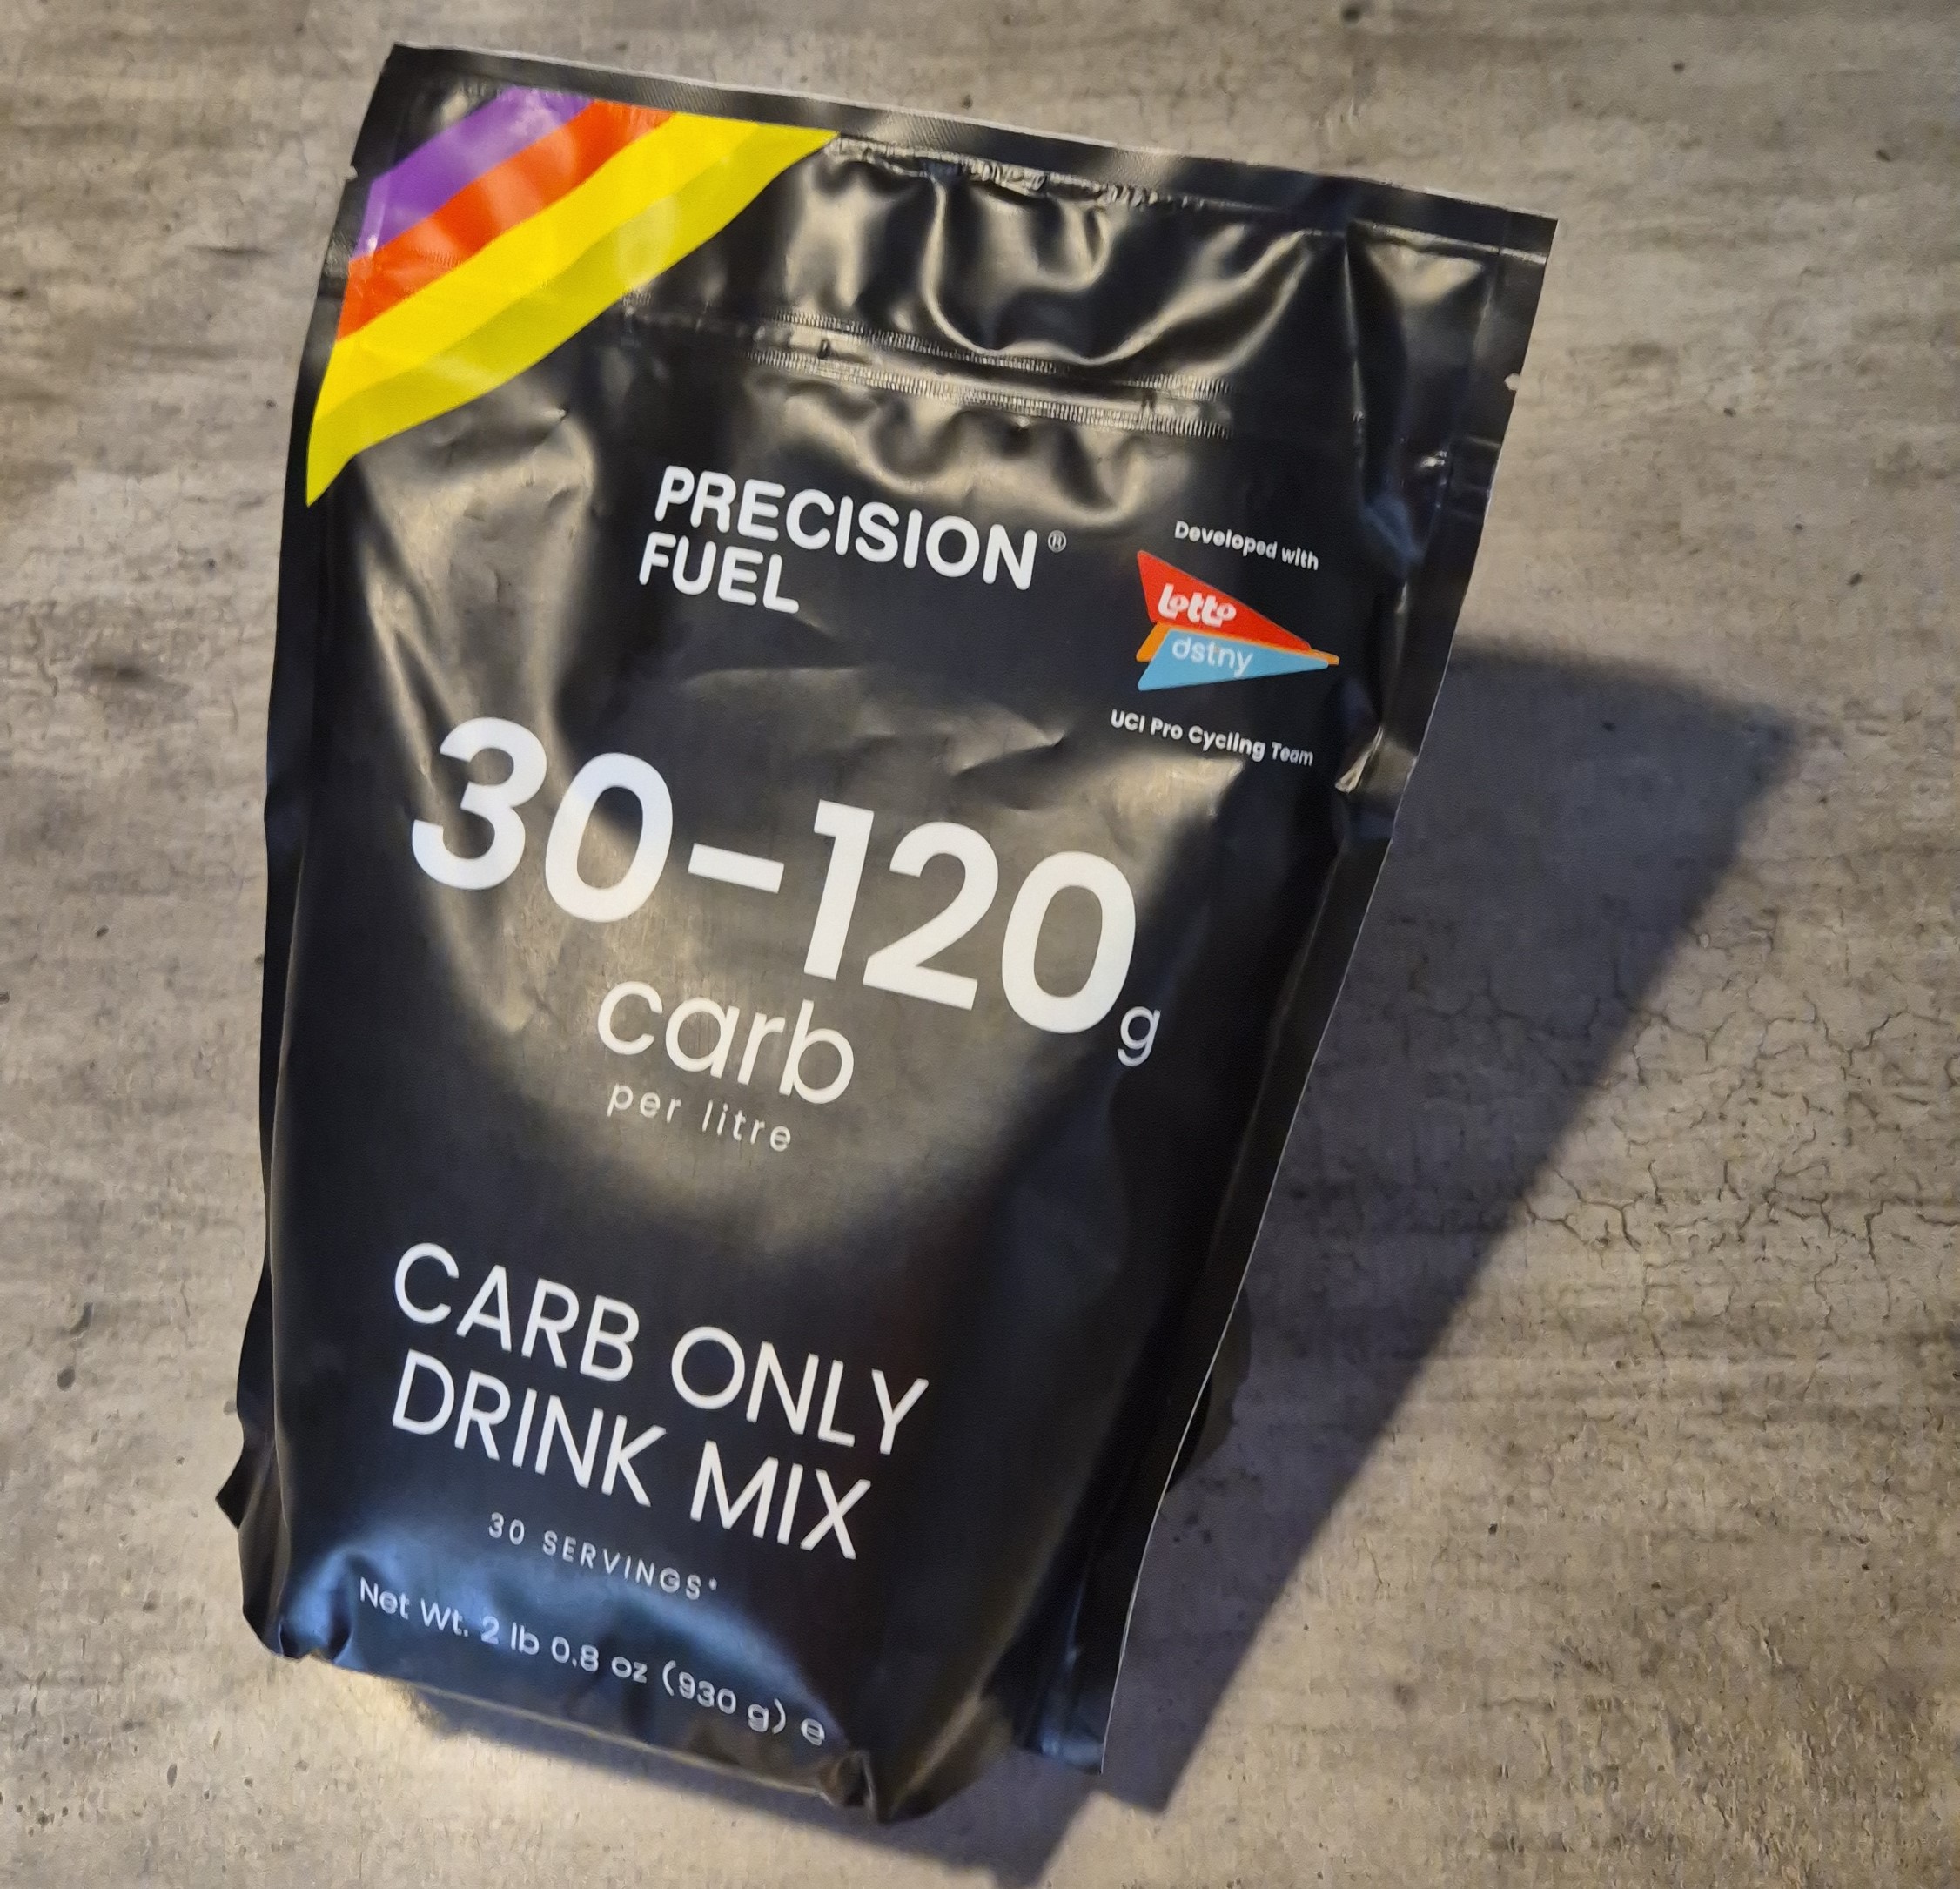 PRECISION®
FUEL
Developed with
Lotto
dstny
UCI Pro Cycling Team
30-120g
carb
per litre
CARB ONLY
DRINK MIX
30 SERVINGS*
Net Wt. 2 lb 0.8 oz (930 g) e